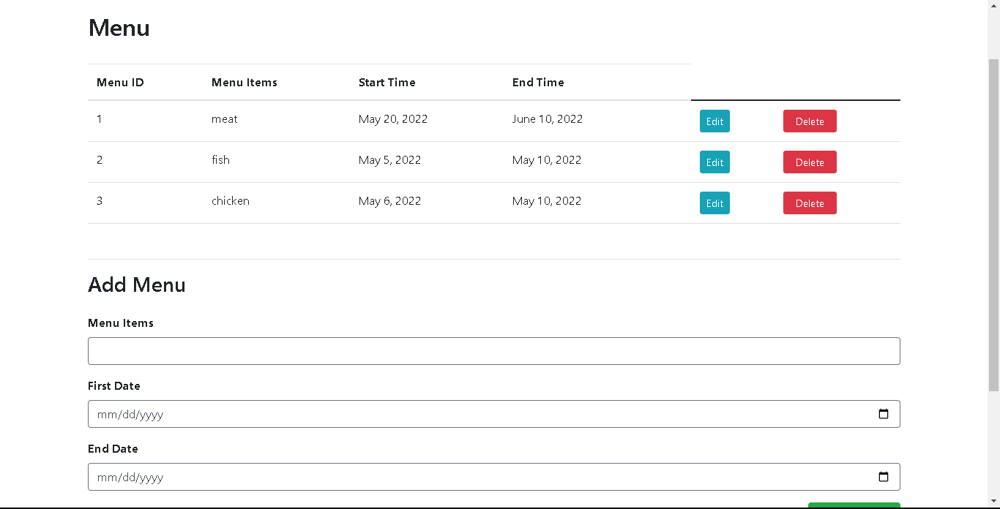 Menu
Menu ID Menu Items Start Time End Time
1 meat May 20, 2022 June 10, 2022 Edit Delete
2 fish May 5, 2022 May 10, 2022 Edit Delete
3 chicken May 6, 2022 May 10, 2022 Edit Delete
Add Menu
Menu Items
First Date
mm/dd/yyyy
End Date
mm/dd/yyyy